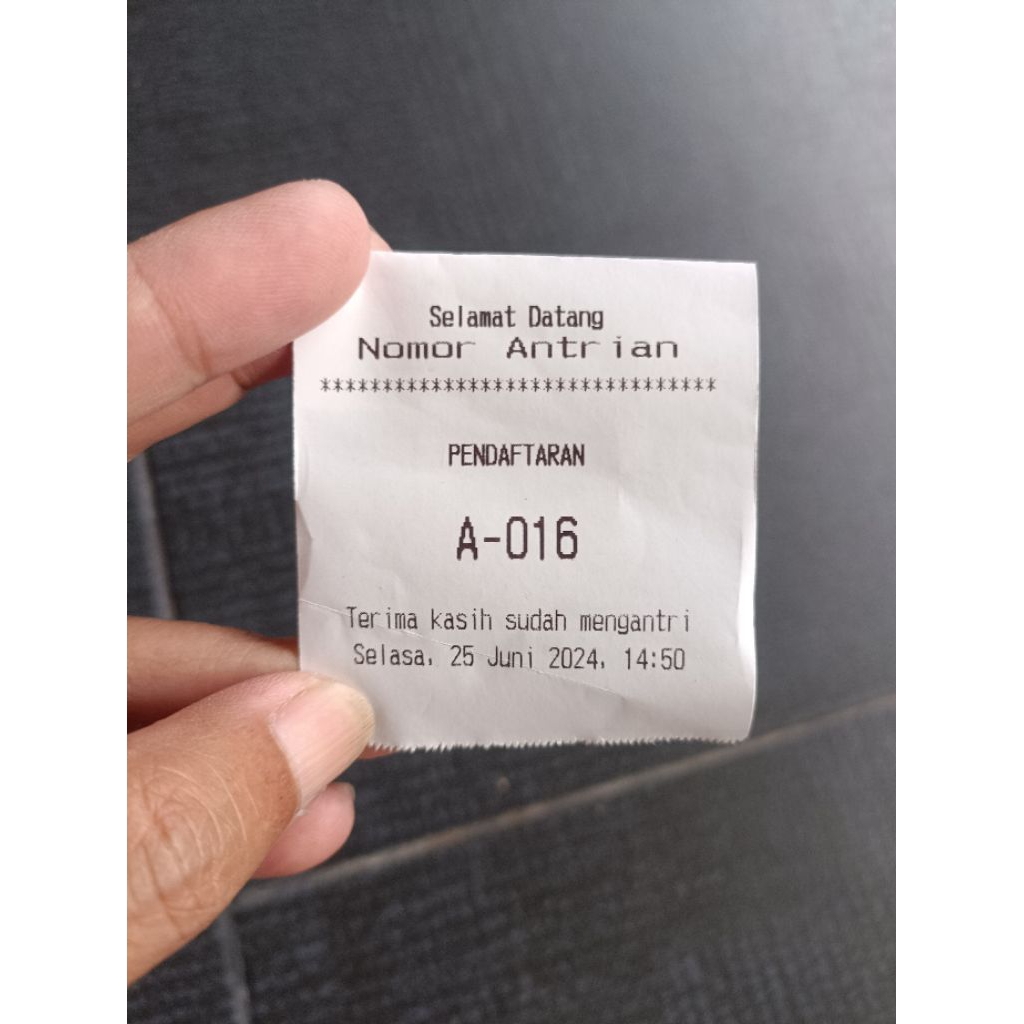 Selamat Datang
Nomor Antrian
*********************************
PENDAFTARAN
A-016
Terima kasih sudah mengantri
Selasa, 25 Juni 2024, 14:50